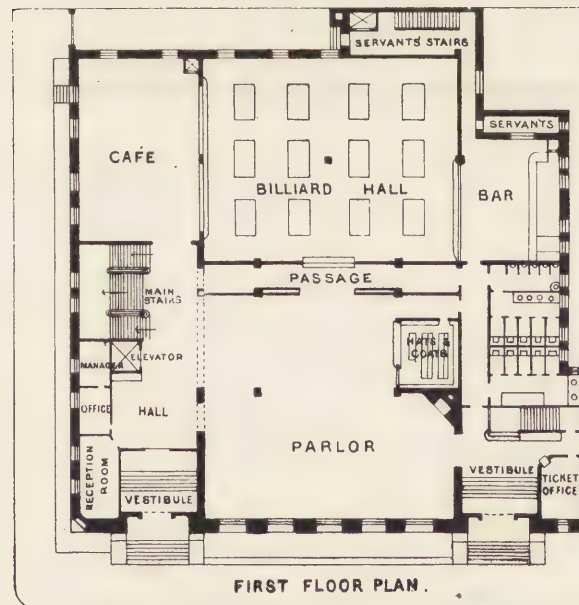 SERVANTS' STAIRS
SERVANTS
CAFÉ
BILLIARD HALL
BAR
PASSAGE
MAIN
STAIRS
HATS &
COATS
ELEVATOR
MANAGER
OFFICE
HALL
PARLOR
RECEPTION
ROOM
VESTIBULE
VESTIBULE
TICKET
OFFICE
FIRST FLOOR PLAN.